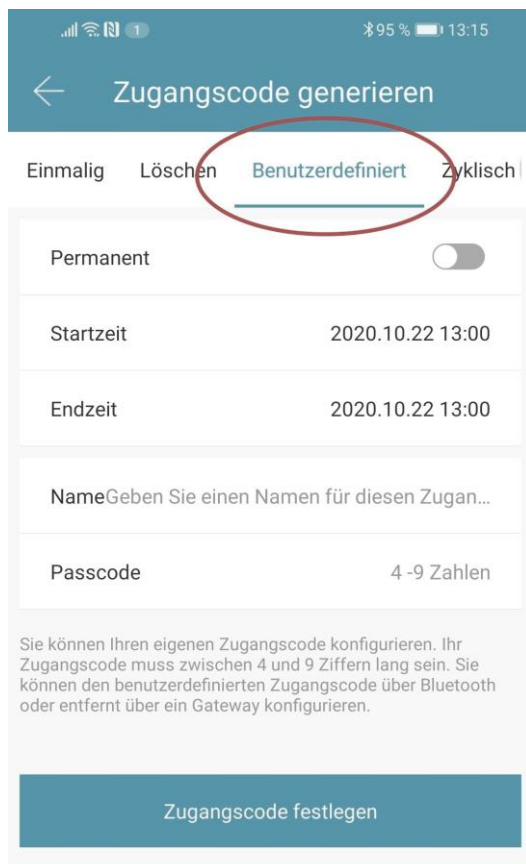 1 95 % 13:15
Zugangscode generieren
Einmalig Löschen Benutzerdefiniert Zyklisch
Permanent
Startzeit 2020.10.22 13:00
Endzeit 2020.10.22 13:00
NameGeben Sie einen Namen für diesen Zugan...
Passcode 4 -9 Zahlen
Sie können Ihren eigenen Zugangscode konfigurieren. Ihr
Zugangscode muss zwischen 4 und 9 Ziffern lang sein. Sie
können den benutzerdefinierten Zugangscode über Bluetooth
oder entfernt über ein Gateway konfigurieren.
Zugangscode festlegen